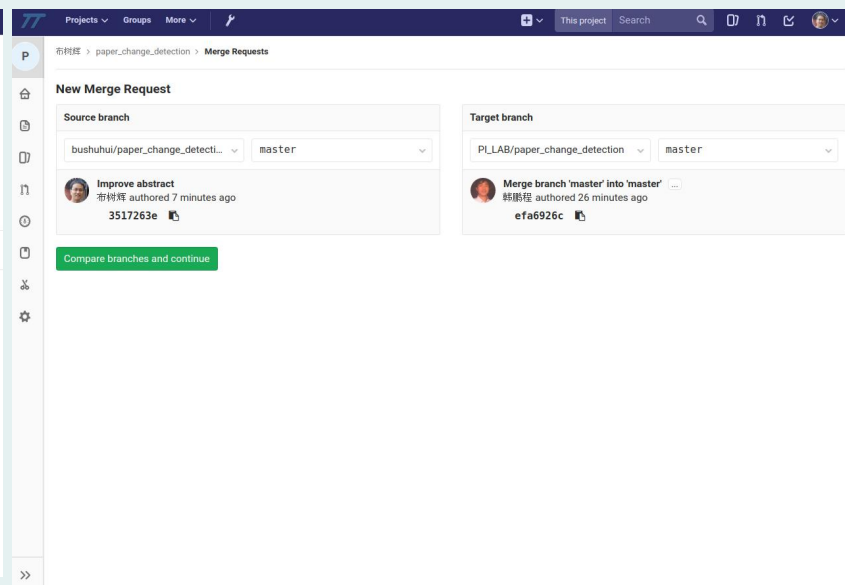 Projects Groups More This project Search
P
布树辉 > paper_change_detection > Merge Requests
New Merge Request
Source branch
bushuhui/paper_change_detecti... master
Improve abstract
布树辉 authored 7 minutes ago
3517263e
Target branch
PI_LAB/paper_change_detection master
Merge branch 'master' into 'master' ...
韩鹏程 authored 26 minutes ago
efa6926c
Compare branches and continue